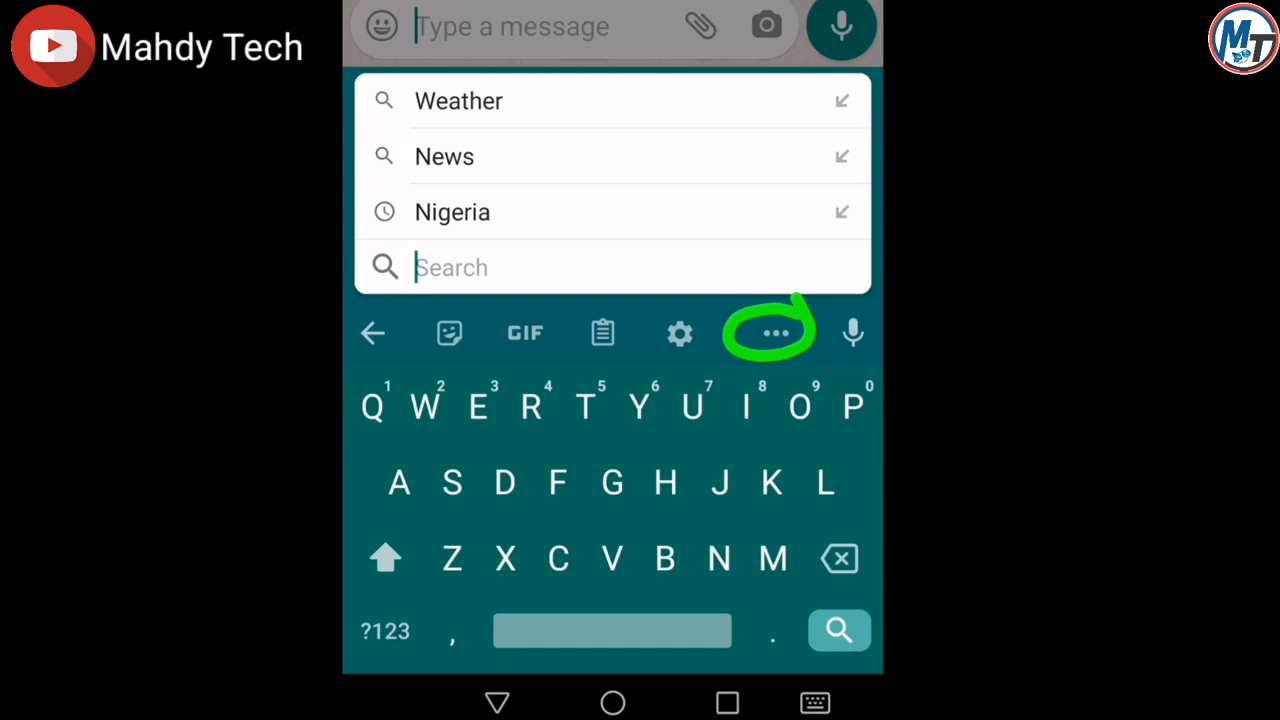 Mahdy Tech
MT
Type a message
Weather
News
Nigeria
Search
GIF
1 2 3 4 5 6 7 8 9 0
Q W E R T Y U I O P
A S D F G H J K L
Z X C V B N M
?123 , .